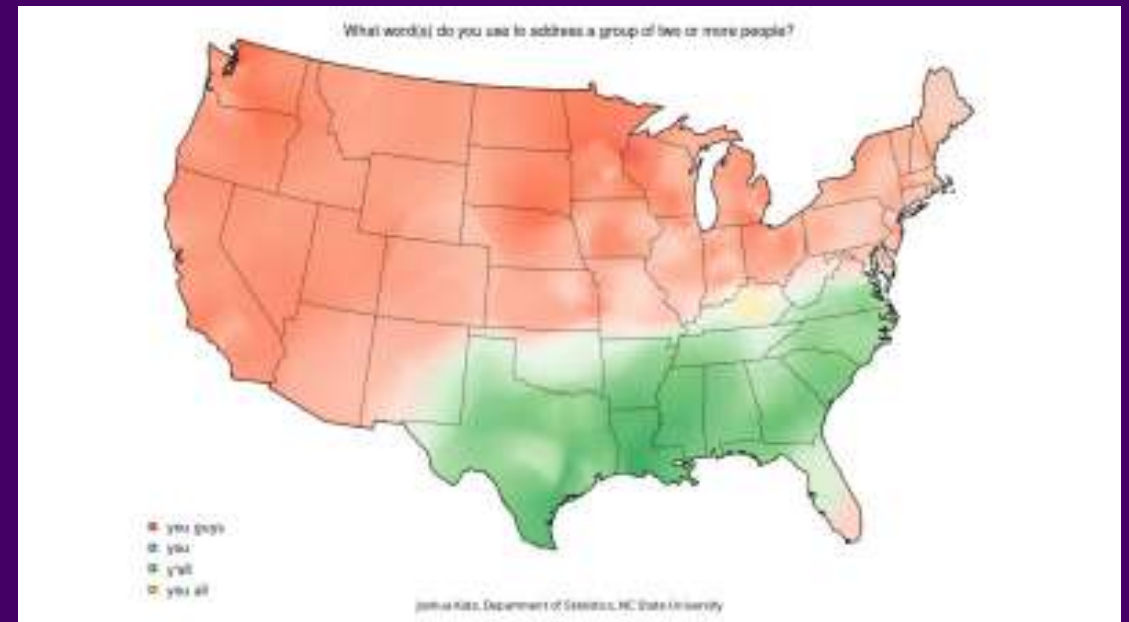 What word(s) do you use to address a group of two or more people?
you guys
you
y'all
you all
Joshua Katz, Department of Statistics, NC State University